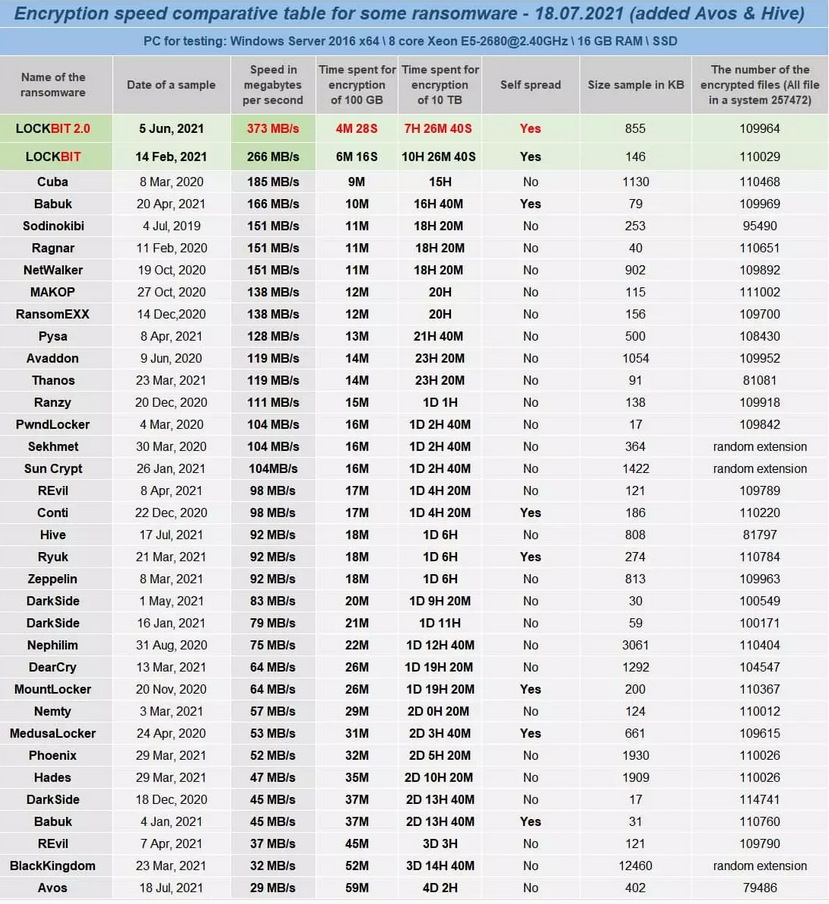 Encryption speed comparative table for some ransomware - 18.07.2021 (added Avos & Hive)
PC for testing: Windows Server 2016 x64 \ 8 core Xeon E5-2680@2.40GHz \ 16 GB RAM \ SSD
Name of the ransomware Date of a sample Speed in megabytes per second Time spent for encryption of 100 GB Time spent for encryption of 10 TB Self spread Size sample in KB The number of the encrypted files (All file in a system 257472)
LOCKBIT 2.0 5 Jun, 2021 373 MB/s 4M 28S 7H 26M 40S Yes 855 109964
LOCKBIT 14 Feb, 2021 266 MB/s 6M 16S 10H 26M 40S Yes 146 110029
Cuba 8 Mar, 2020 185 MB/s 9M 15H No 1130 110468
Babuk 20 Apr, 2021 166 MB/s 10M 16H 40M Yes 79 109969
Sodinokibi 4 Jul, 2019 151 MB/s 11M 18H 20M No 253 95490
Ragnar 11 Feb, 2020 151 MB/s 11M 18H 20M No 40 110651
NetWalker 19 Oct, 2020 151 MB/s 11M 18H 20M No 902 109892
MAKOP 27 Oct, 2020 138 MB/s 12M 20H No 115 111002
RansomEXX 14 Dec,2020 138 MB/s 12M 20H No 156 109700
Pysa 8 Apr, 2021 128 MB/s 13M 21H 40M No 500 108430
Avaddon 9 Jun, 2020 119 MB/s 14M 23H 20M No 1054 109952
Thanos 23 Mar, 2021 119 MB/s 14M 23H 20M No 91 81081
Ranzy 20 Dec, 2020 111 MB/s 15M 1D 1H No 138 109918
PwndLocker 4 Mar, 2020 104 MB/s 16M 1D 2H 40M No 17 109842
Sekhmet 30 Mar, 2020 104 MB/s 16M 1D 2H 40M No 364 random extension
Sun Crypt 26 Jan, 2021 104MB/s 16M 1D 2H 40M No 1422 random extension
REvil 8 Apr, 2021 98 MB/s 17M 1D 4H 20M No 121 109789
Conti 22 Dec, 2020 98 MB/s 17M 1D 4H 20M Yes 186 110220
Hive 17 Jul, 2021 92 MB/s 18M 1D 6H No 808 81797
Ryuk 21 Mar, 2021 92 MB/s 18M 1D 6H Yes 274 110784
Zeppelin 8 Mar, 2021 92 MB/s 18M 1D 6H No 813 109963
DarkSide 1 May, 2021 83 MB/s 20M 1D 9H 20M No 30 100549
DarkSide 16 Jan, 2021 79 MB/s 21M 1D 11H No 59 100171
Nephilim 31 Aug, 2020 75 MB/s 22M 1D 12H 40M No 3061 110404
DearCry 13 Mar, 2021 64 MB/s 26M 1D 19H 20M No 1292 104547
MountLocker 20 Nov, 2020 64 MB/s 26M 1D 19H 20M Yes 200 110367
Nemty 3 Mar, 2021 57 MB/s 29M 2D 0H 20M No 124 110012
MedusaLocker 24 Apr, 2020 53 MB/s 31M 2D 3H 40M Yes 661 109615
Phoenix 29 Mar, 2021 52 MB/s 32M 2D 5H 20M No 1930 110026
Hades 29 Mar, 2021 47 MB/s 35M 2D 10H 20M No 1909 110026
DarkSide 18 Dec, 2020 45 MB/s 37M 2D 13H 40M No 17 114741
Babuk 4 Jan, 2021 45 MB/s 37M 2D 13H 40M Yes 31 110760
REvil 7 Apr, 2021 37 MB/s 45M 3D 3H No 121 109790
BlackKingdom 23 Mar, 2021 32 MB/s 52M 3D 14H 40M No 12460 random extension
Avos 18 Jul, 2021 29 MB/s 59M 4D 2H No 402 79486